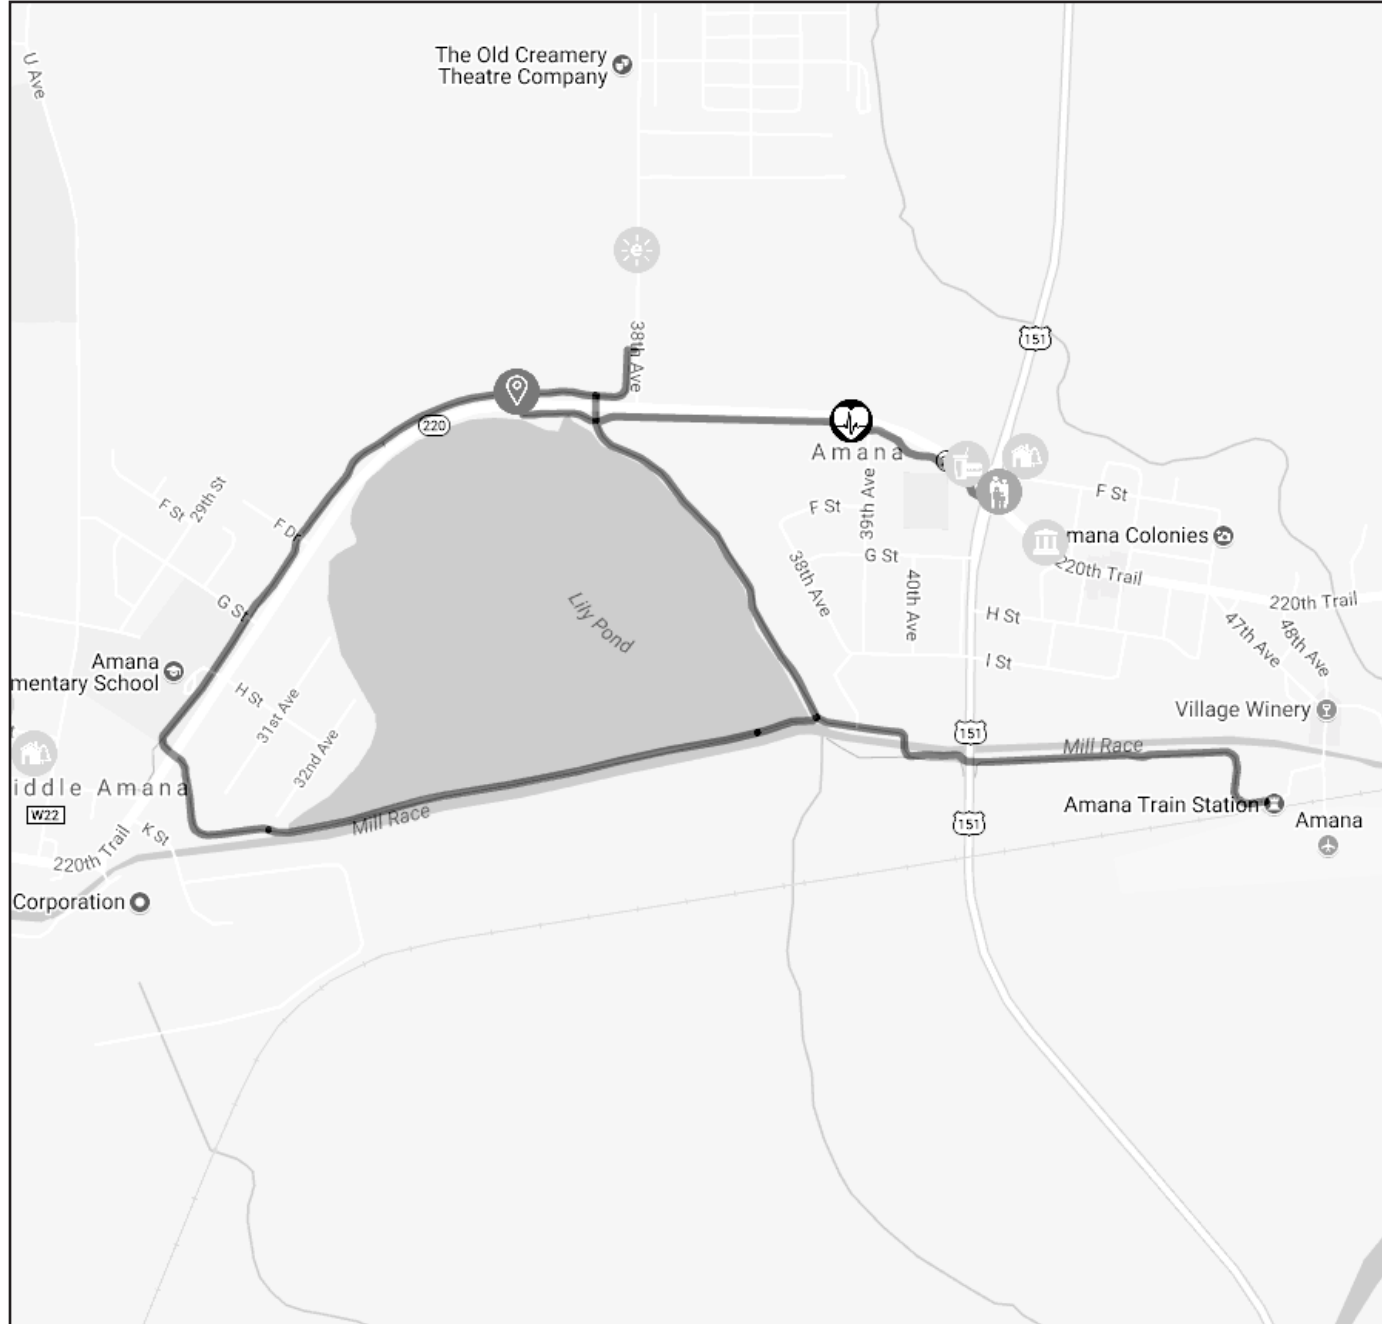 U Ave
The Old Creamery
Theatre Company
e
38th Ave
151
220
Amana
F St
29th St
F Dr
F St
39th Ave
F St
mana Colonies
G St
220th Trail
38th Ave
40th Ave
Lily Pond
G St
H St
220th Trail
47th Ave
48th Ave
I St
Amana
mentary School
H St
31st Ave
32nd Ave
Village Winery
151
Mill Race
iddle Amana
W22
Mill Race
Amana Train Station
Amana
151
K St
220th Trail
Corporation